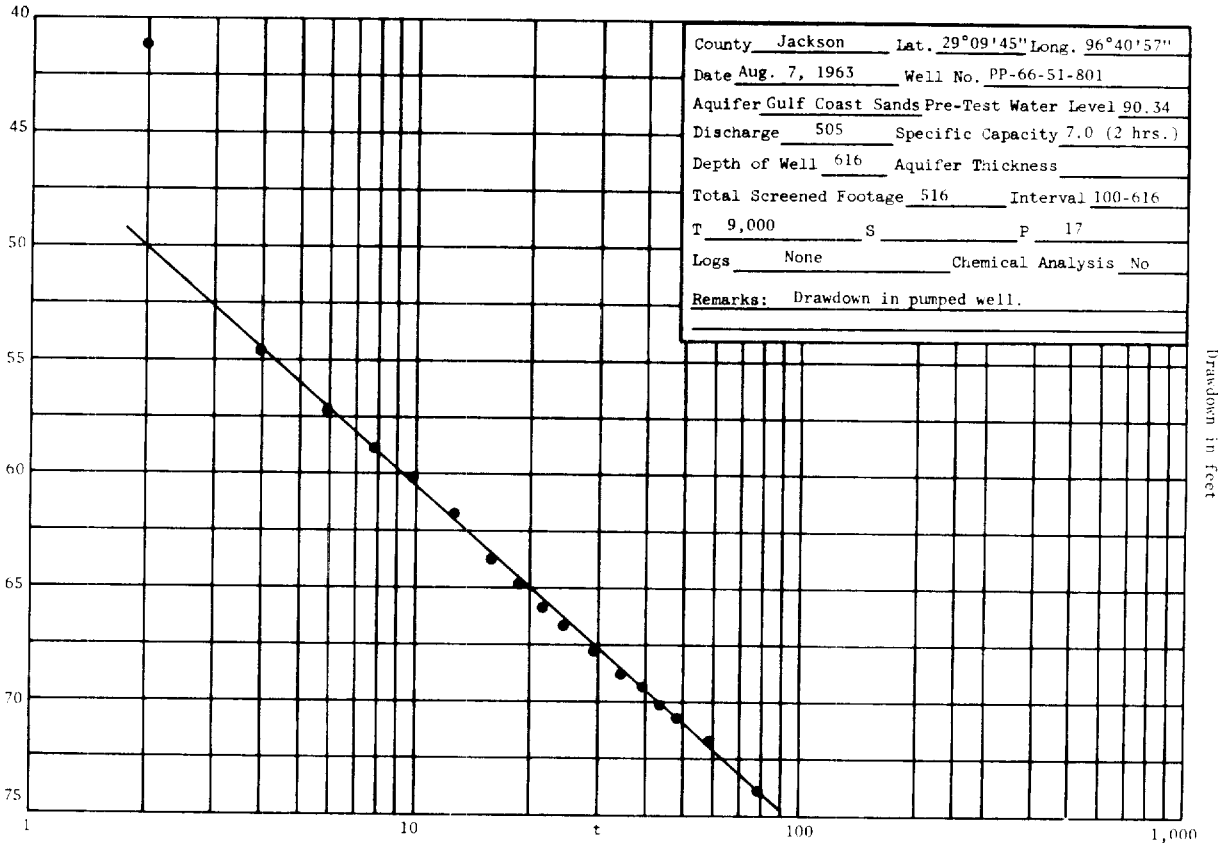 County Jackson Lat. 29°09'45" Long. 96°40'57"
Date Aug. 7, 1963 Well No. PP-66-51-801
Aquifer Gulf Coast Sands Pre-Test Water Level 90.34
Discharge 505 Specific Capacity 7.0 (2 hrs.)
Depth of Well 616 Aquifer Thickness
Total Screened Footage 516 Interval 100-616
T 9,000 S P 17
Logs None Chemical Analysis No
Remarks: Drawdown in pumped well.
40
45
50
55
60
65
70
75
Drawdown in feet
1 10 t 100 1,000